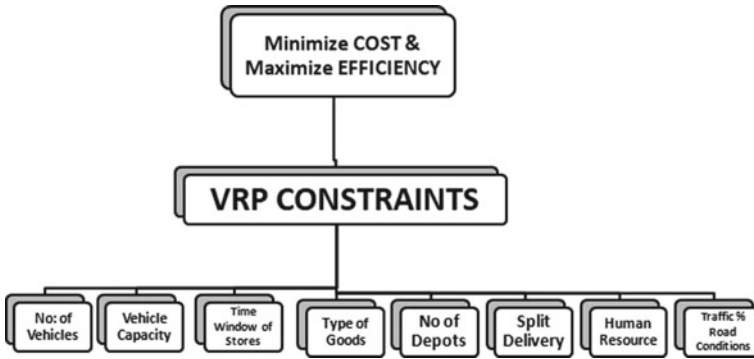 Minimize COST &
Maximize EFFICIENCY
VRP CONSTRAINTS
No: of
Vehicles
Vehicle
Capacity
Time
Window of
Stores
Type of
Goods
No of
Depots
Split
Delivery
Human
Resource
Traffic %
Road
Conditions